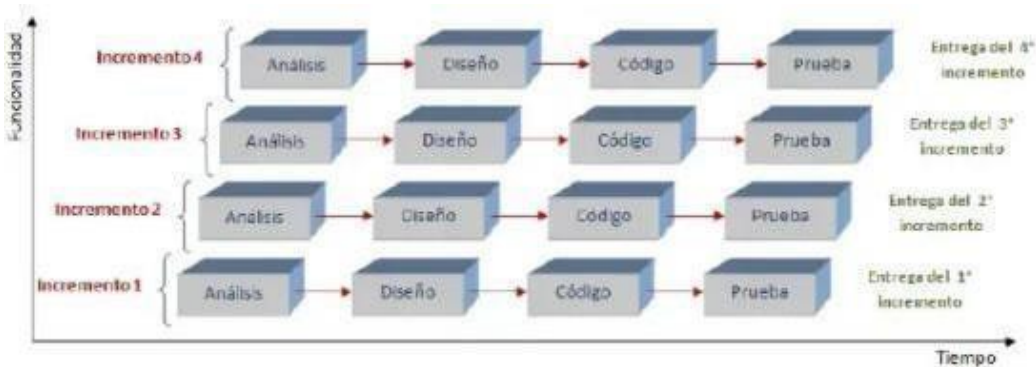 Funcionalidad
Incremento 4
Análisis
Diseño
Código
Prueba
Entrega del 4°
incremento
Incremento 3
Análisis
Diseño
Código
Prueba
Entrega del 3°
incremento
Incremento 2
Análisis
Diseño
Código
Prueba
Entrega del 2°
incremento
Incremento 1
Análisis
Diseño
Código
Prueba
Entrega del 1°
incremento
Tiempo